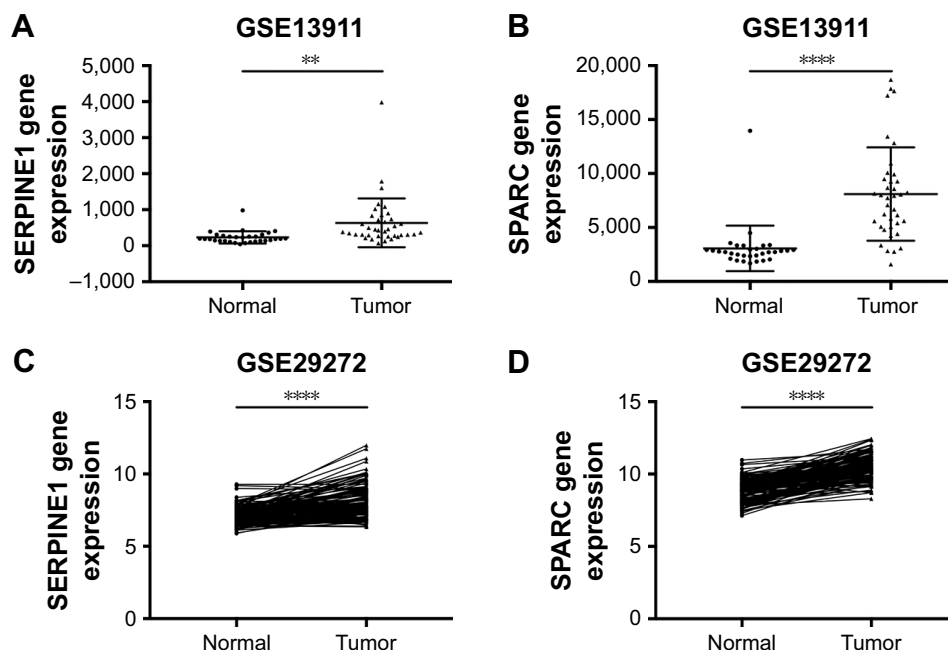 A
GSE13911
SERPINE1 gene
expression
5,000
4,000
3,000
2,000
1,000
0
–1,000
**
Normal
Tumor
B
GSE13911
SPARC gene
expression
20,000
15,000
10,000
5,000
0
****
Normal
Tumor
C
GSE29272
SERPINE1 gene
expression
15
10
5
0
****
Normal
Tumor
D
GSE29272
SPARC gene
expression
15
10
5
0
****
Normal
Tumor